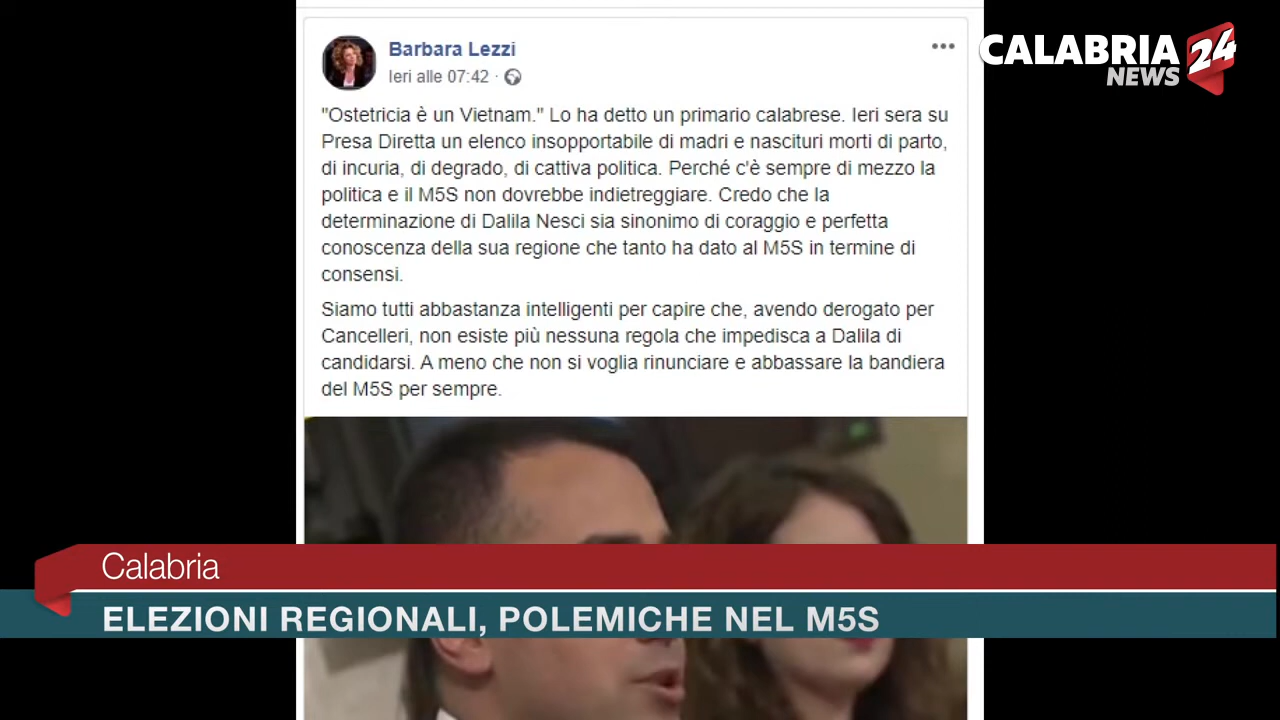 Barbara Lezzi
Ieri alle 07:42 ·
CALABRIA 24
NEWS
"Ostetricia è un Vietnam." Lo ha detto un primario calabrese. Ieri sera su
Presa Diretta un elenco insopportabile di madri e nascituri morti di parto,
di incuria, di degrado, di cattiva politica. Perché c'è sempre di mezzo la
politica e il M5S non dovrebbe indietreggiare. Credo che la
determinazione di Dalila Nesci sia sinonimo di coraggio e perfetta
conoscenza della sua regione che tanto ha dato al M5S in termine di
consensi.
Siamo tutti abbastanza intelligenti per capire che, avendo derogato per
Cancelleri, non esiste più nessuna regola che impedisca a Dalila di
candidarsi. A meno che non si voglia rinunciare e abbassare la bandiera
del M5S per sempre.
Calabria
ELEZIONI REGIONALI, POLEMICHE NEL M5S